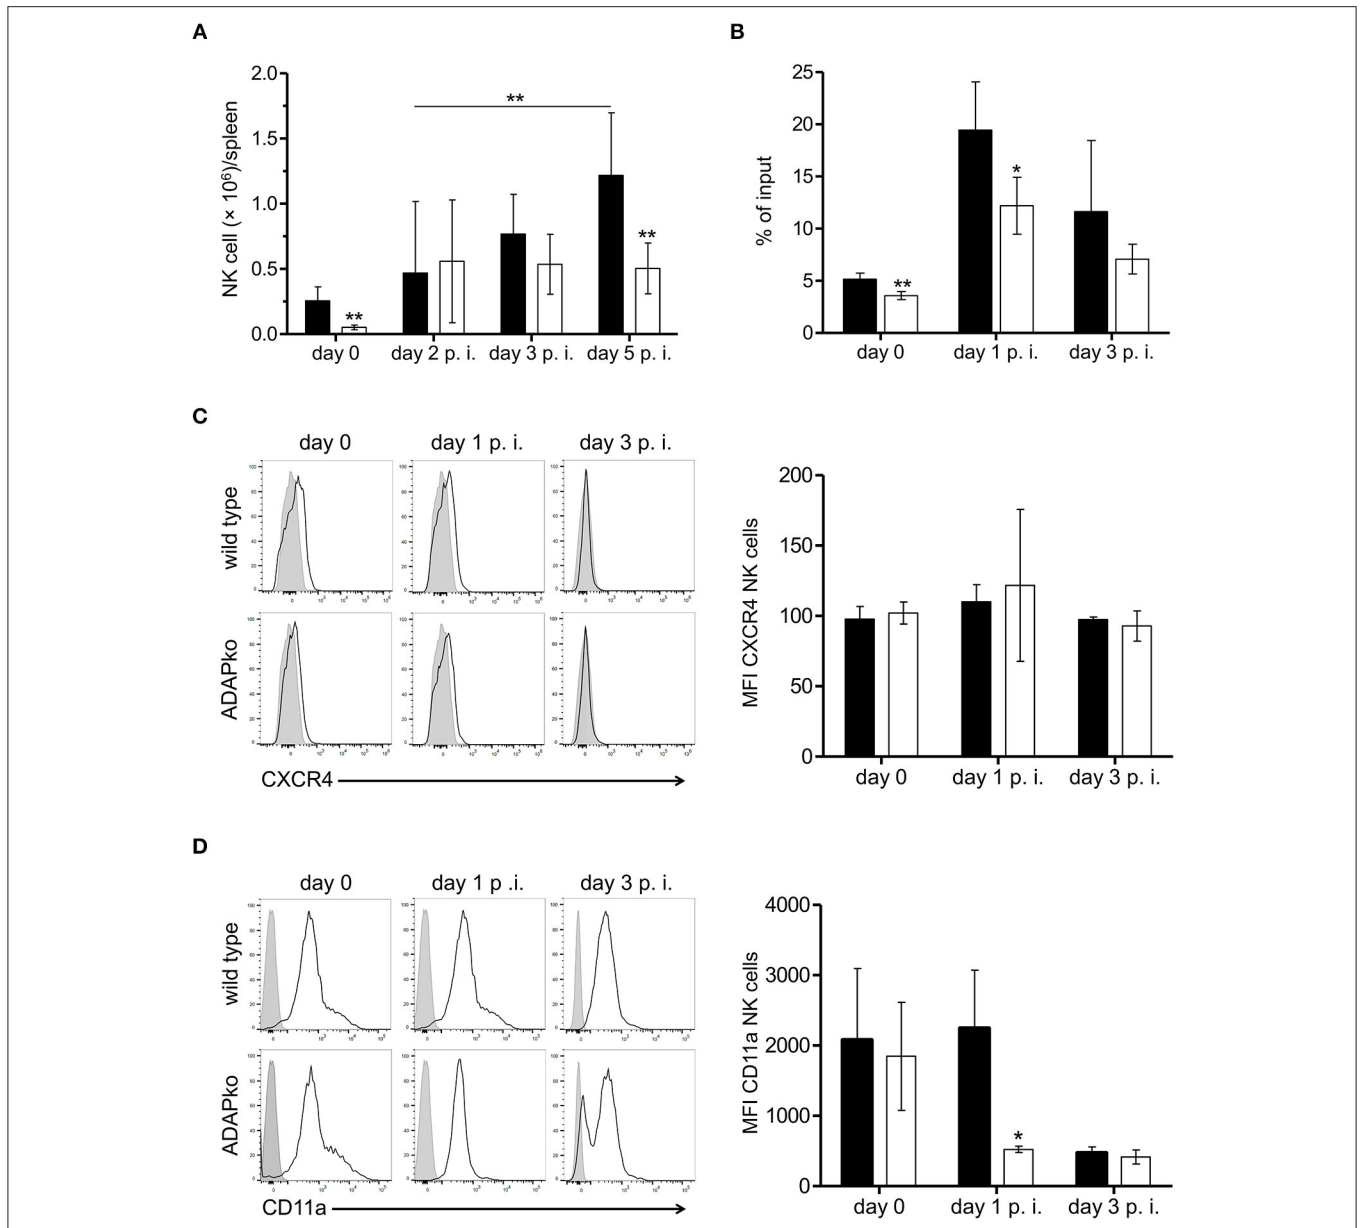 A
NK cell (× 10⁶)/spleen
2.0
1.5
1.0
0.5
0.0
**
**
**
day 0
day 2 p. i.
day 3 p. i.
day 5 p. i.
B
% of input
25
20
15
10
5
0
**
*
day 0
day 1 p. i.
day 3 p. i.
C
day 0
day 1 p. i.
day 3 p. i.
wild type
ADAPko
CXCR4
MFI CXCR4 NK cells
200
150
100
50
0
day 0
day 1 p. i.
day 3 p. i.
D
day 0
day 1 p .i.
day 3 p. i.
wild type
ADAPko
CD11a
MFI CD11a NK cells
4000
3000
2000
1000
0
*
day 0
day 1 p. i.
day 3 p. i.